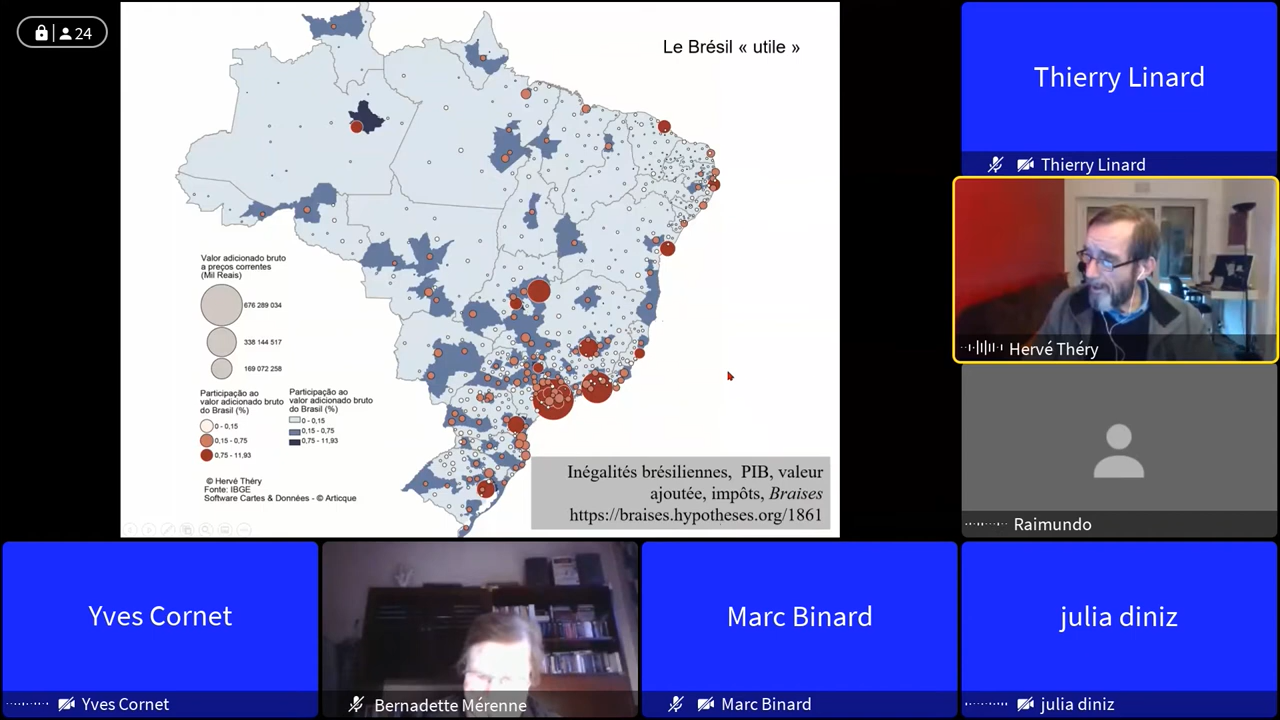 24
Le Brésil « utile »
Valor adicionado bruto
a preços correntes
(Mil Reais)
676 289 034
338 144 517
169 072 258
Participação ao
valor adicionado bruto
do Brasil (%)
0 - 0,15
0,15 - 0,75
0,75 - 11,93
Participação ao
valor adicionado bruto
do Brasil (%)
0 - 0,15
0,15 - 0,75
0,75 - 11,93
© Hervé Théry
Fonte: IBGE
Software Cartes & Données - © Articque
Inégalités brésiliennes, PIB, valeur
ajoutée, impôts, Braises
https://braises.hypotheses.org/1861
Thierry Linard
Thierry Linard
Hervé Théry
Raimundo
Yves Cornet
Yves Cornet
Bernadette Mérenne
Marc Binard
Marc Binard
julia diniz
julia diniz